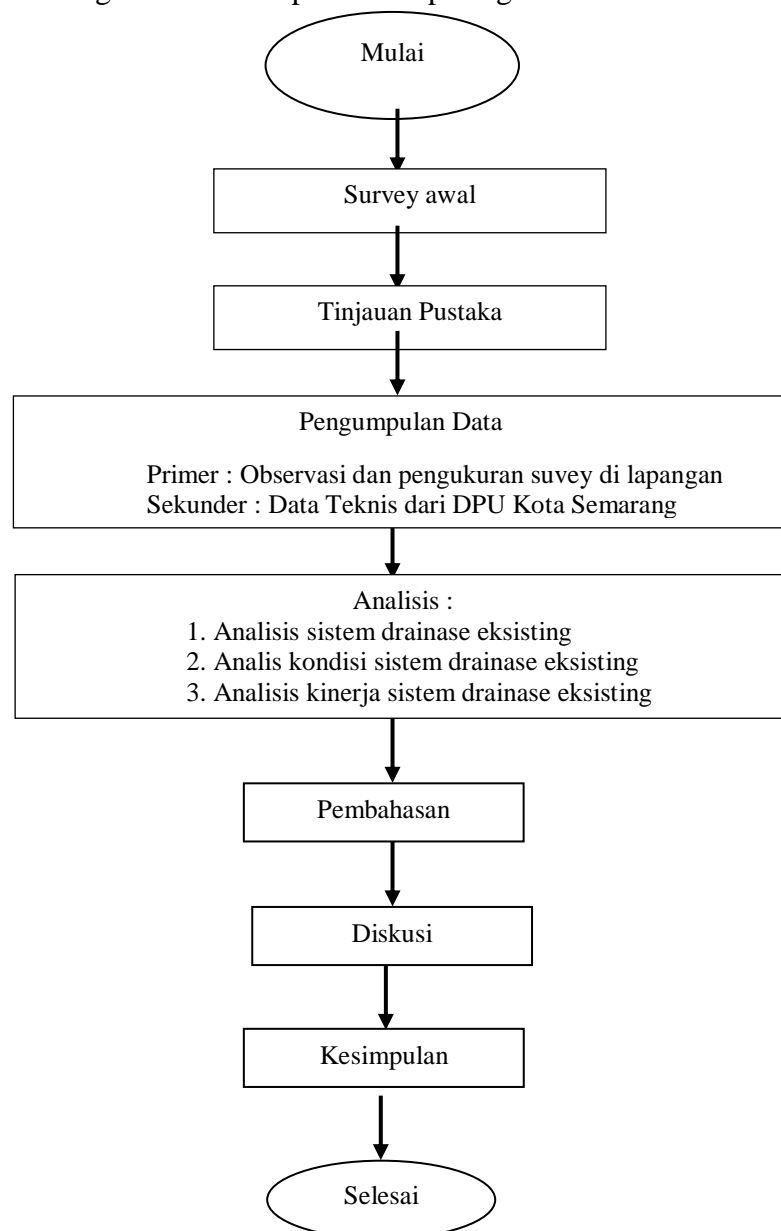 Mulai
Survey awal
Tinjauan Pustaka
Pengumpulan Data
Primer : Observasi dan pengukuran suvey di lapangan
Sekunder : Data Teknis dari DPU Kota Semarang
Analisis :
1. Analisis sistem drainase eksisting
2. Analis kondisi sistem drainase eksisting
3. Analisis kinerja sistem drainase eksisting
Pembahasan
Diskusi
Kesimpulan
Selesai